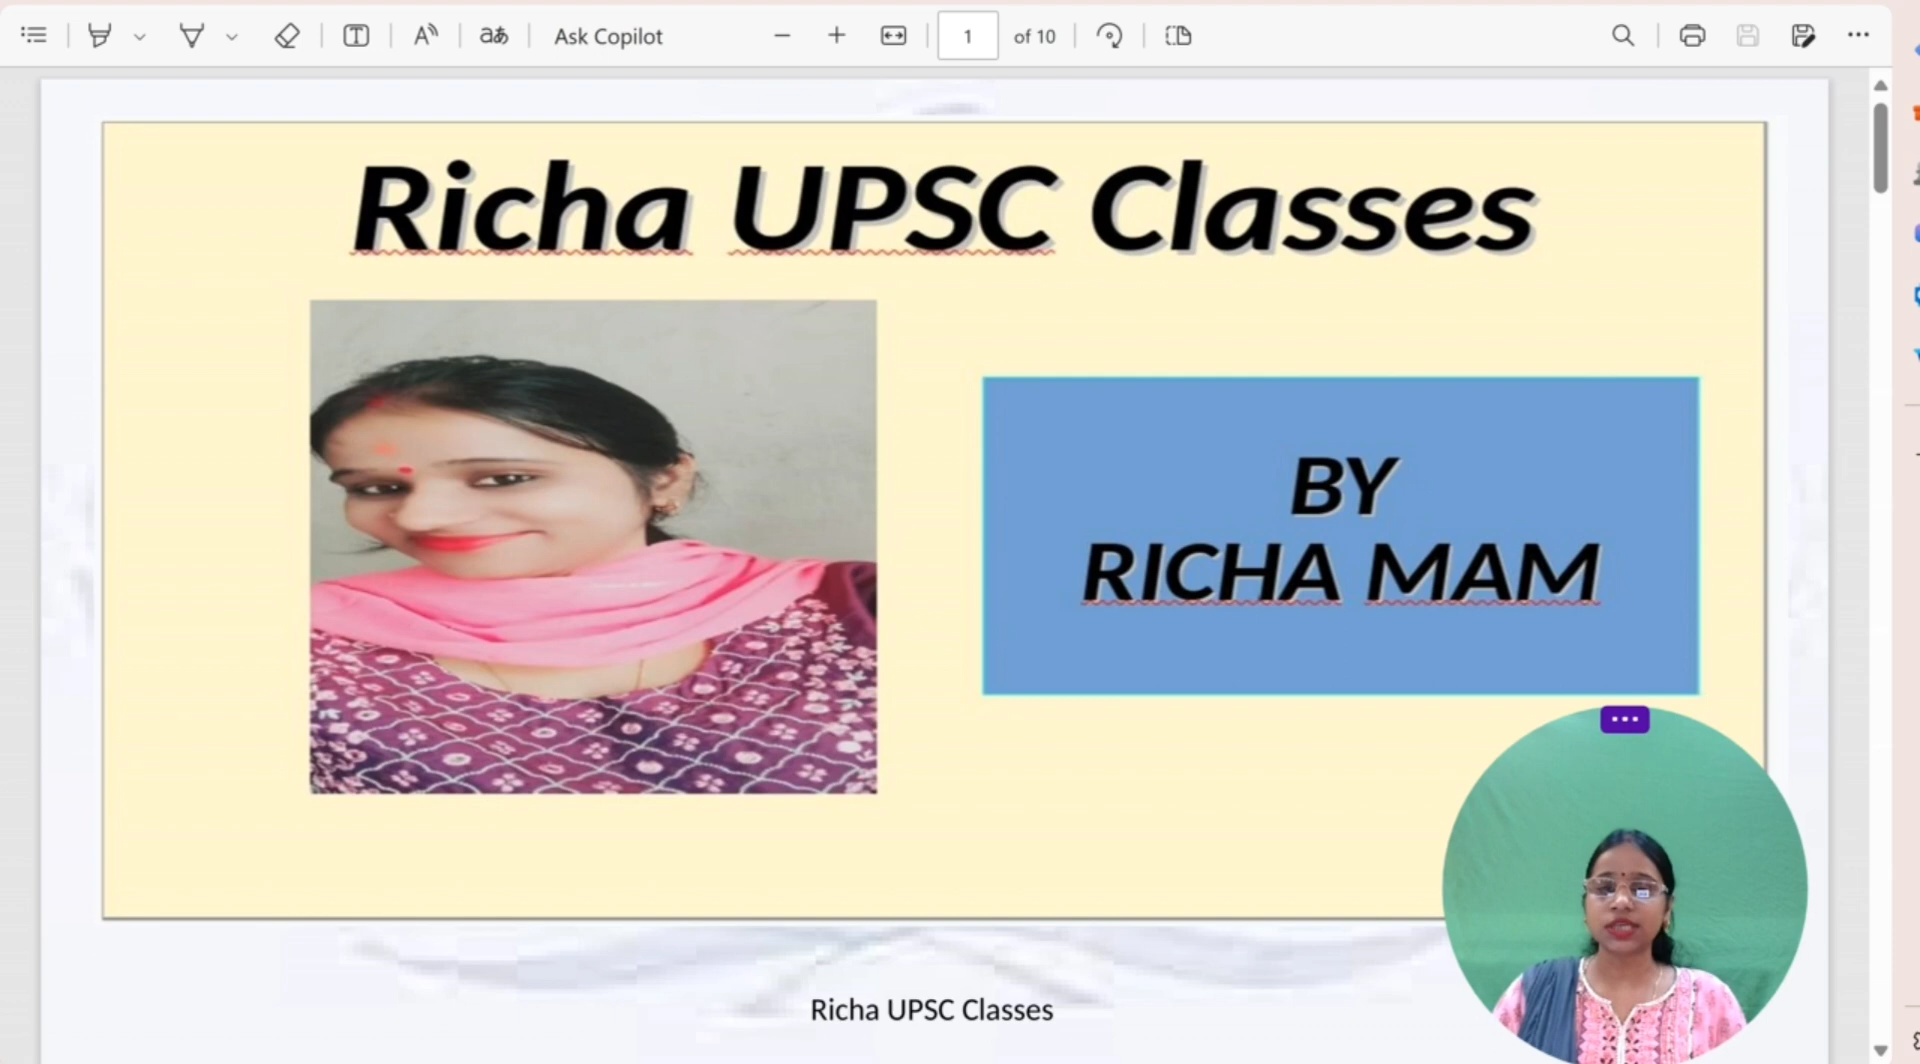 Ask Copilot
1 of 10
Richa UPSC Classes
BY
RICHA MAM
Richa UPSC Classes